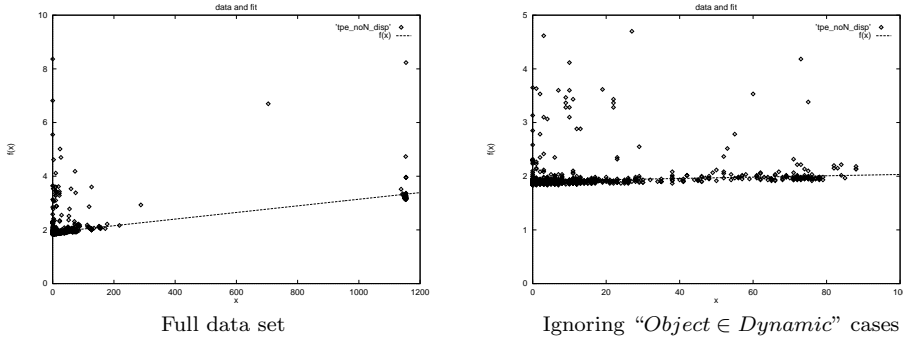 data and fit
'tpe_noN_disp'
f(x)
10
8
6
4
2
0
f(x)
0 200 400 600 800 1000 1200
x
Full data set
data and fit
'tpe_noN_disp'
f(x)
5
4
3
2
1
0
f(x)
0 20 40 60 80 100
x
Ignoring “Object ∈ Dynamic” cases